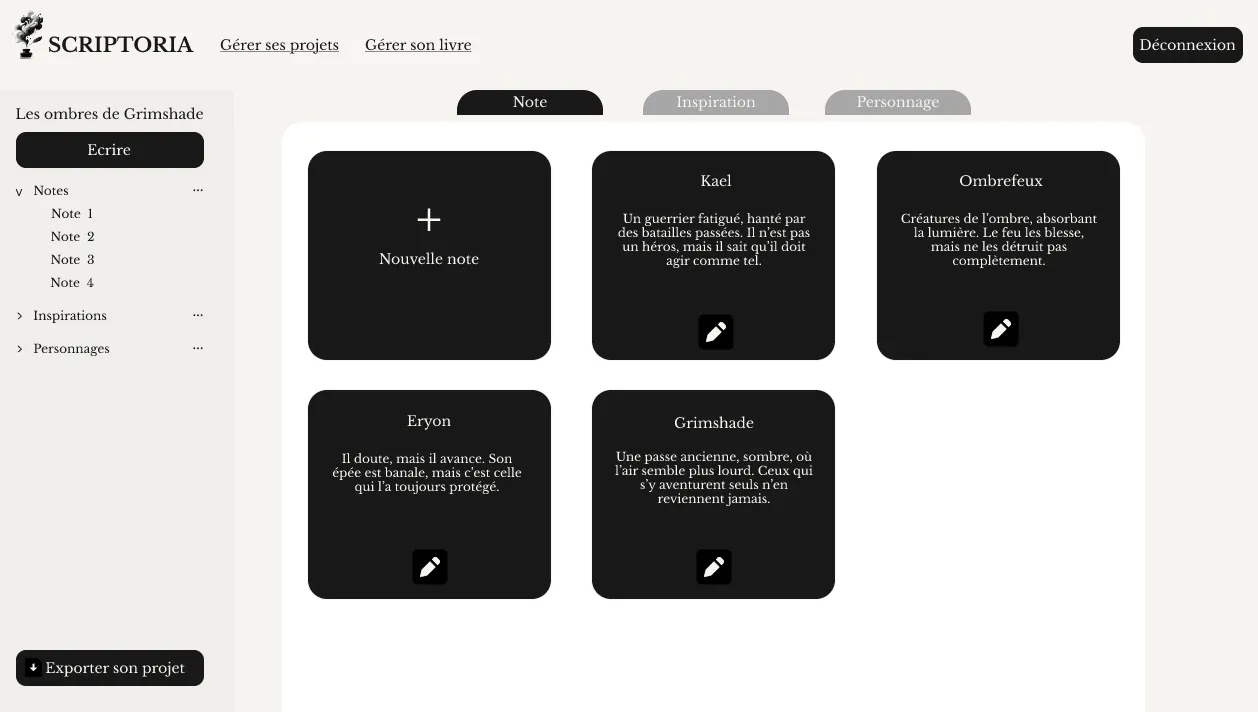 SCRIPTORIA
Gérer ses projets
Gérer son livre
Déconnexion
Les ombres de Grimshade
Ecrire
v Notes ...
Note 1
Note 2
Note 3
Note 4
> Inspirations ...
> Personnages ...
Exporter son projet
Note
Inspiration
Personnage
+
Nouvelle note
Kael
Un guerrier fatigué, hanté par
des batailles passées. Il n’est pas
un héros, mais il sait qu’il doit
agir comme tel.
Ombrefeux
Créatures de l’ombre, absorbant
la lumière. Le feu les blesse,
mais ne les détruit pas
complètement.
Eryon
Il doute, mais il avance. Son
épée est banale, mais c’est celle
qui l’a toujours protégé.
Grimshade
Une passe ancienne, sombre, où
l’air semble plus lourd. Ceux qui
s’y aventurent seuls n’en
reviennent jamais.